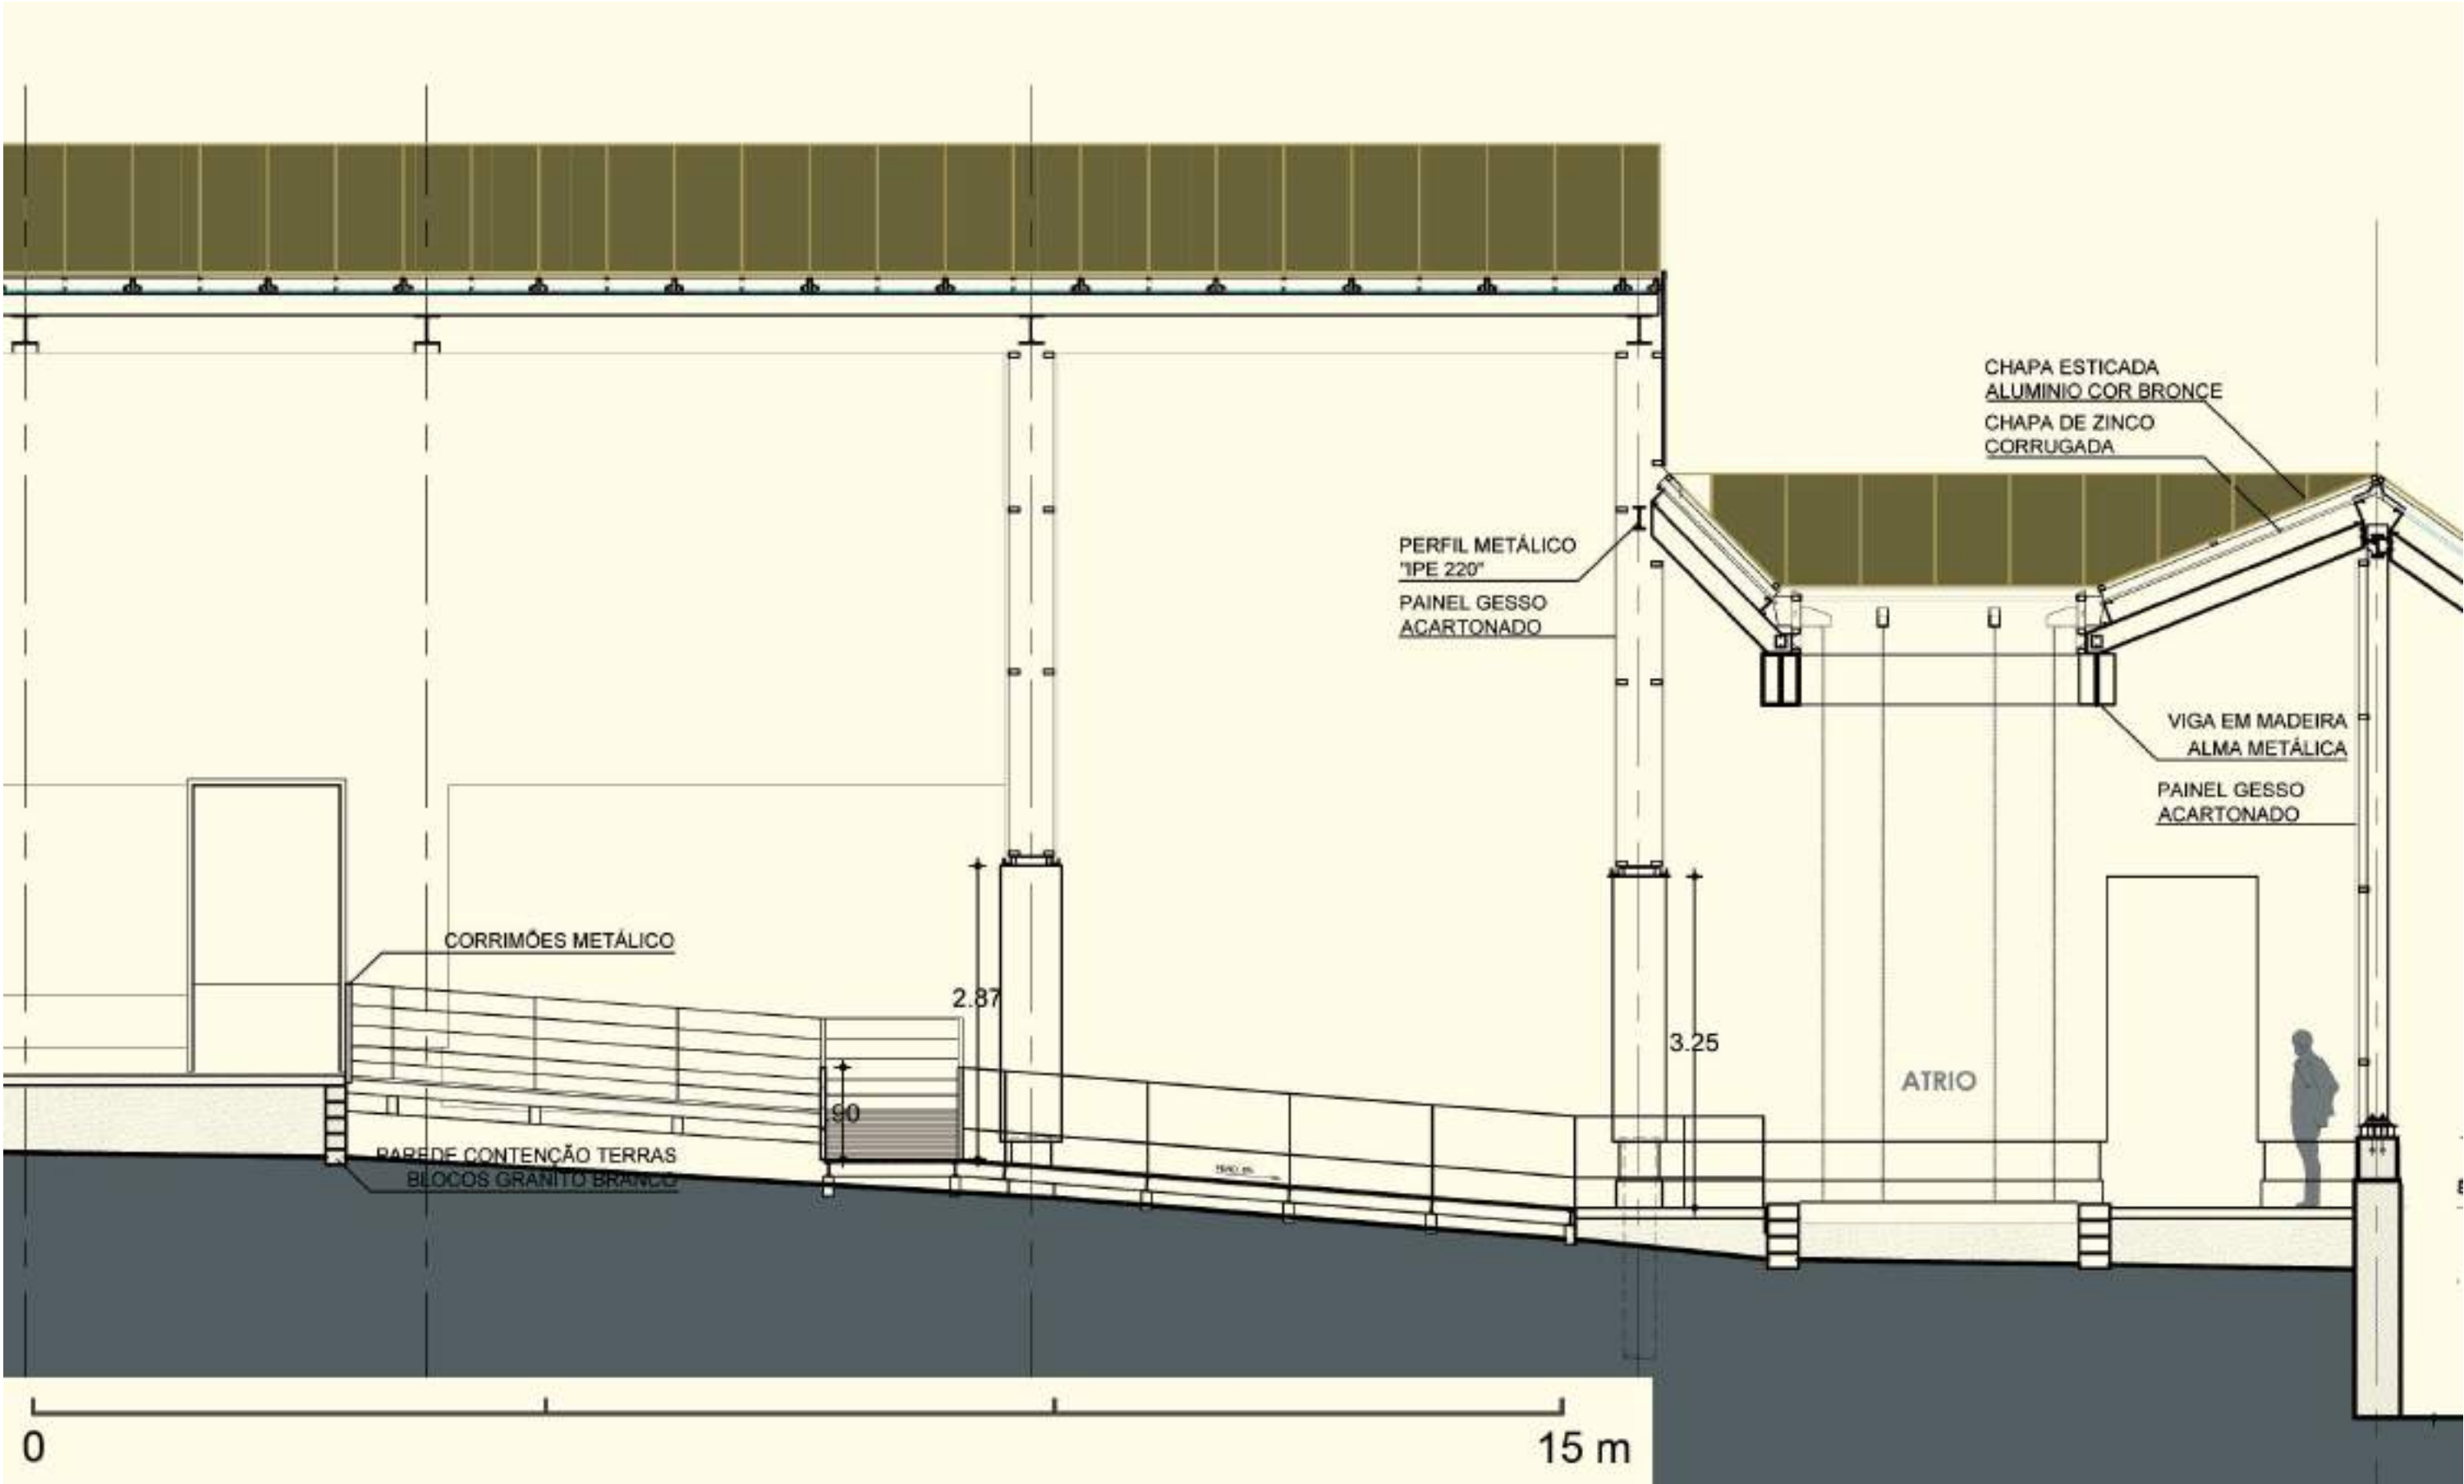 CHAPA ESTICADA
ALUMINIO COR BRONCE
CHAPA DE ZINCO
CORRUGADA
PERFIL METÁLICO
"IPE 220"
PAINEL GESSO
ACARTONADO
VIGA EM MADEIRA
ALMA METÁLICA
PAINEL GESSO
ACARTONADO
CORRIMÕES METÁLICO
2.87
3.25
ATRIO
.90
PAREDE CONTENÇÃO TERRAS
BLOCOS GRANITO BRANCO
0
15 m